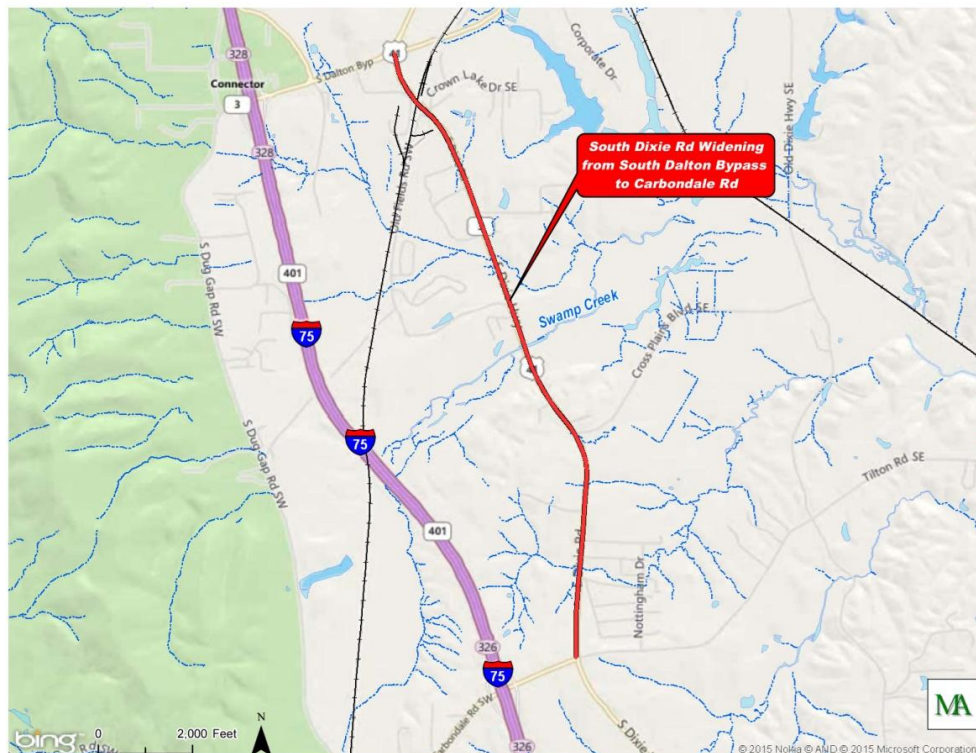 328
Connector
3
328
S Dalton Byp
41
Crown Lake Dr SE
Corporate Dr
Old Dixie Hwy SE
South Dixie Rd Widening
from South Dalton Bypass
to Carbondale Rd
Old Fields Rd SW
S Dug Gap Rd SW
401
75
Swamp Creek
Cross Plains Blvd SE
41
75
S Dug Gap Rd SW
Tilton Rd SE
401
Nottingham Dr
326
75
Carbondale Rd SW
326
S Dixie
MA
bing
Rd SW
0
2,000 Feet
N
© 2015 Nokia © AND © 2015 Microsoft Corporation